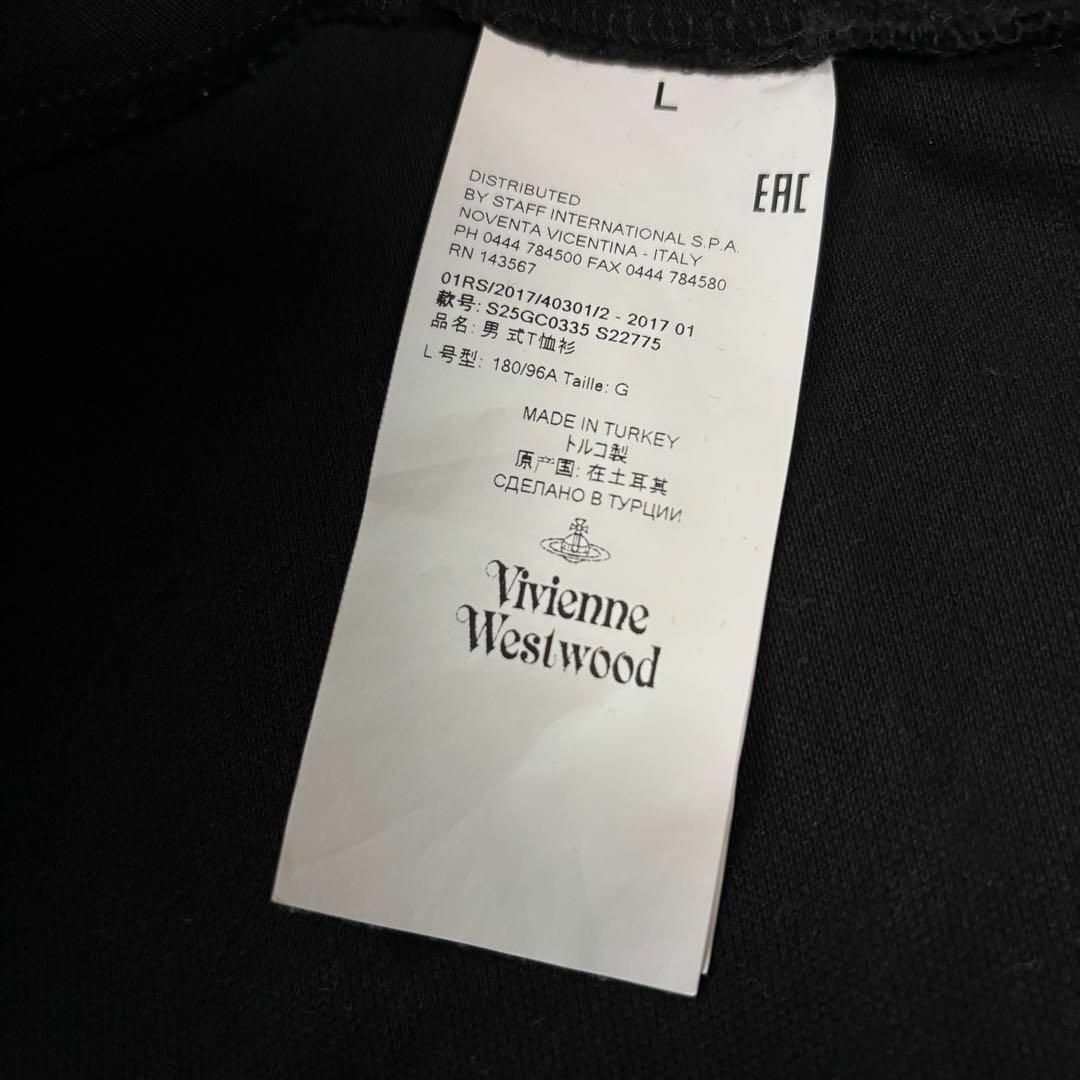 L
EAC
DISTRIBUTED
BY STAFF INTERNATIONAL S.P.A.
NOVENTA VICENTINA - ITALY
PH 0444 784500 FAX 0444 784580
RN 143567
01RS/2017/40301/2 - 2017 01
款号: S25GC0335 S22775
品名: 男 式T恤衫
L 号型: 180/96A Taille: G
MADE IN TURKEY
トルコ製
原产国: 在土耳其
СДЕЛАНО В ТУРЦИИ
Vivienne
Westwood